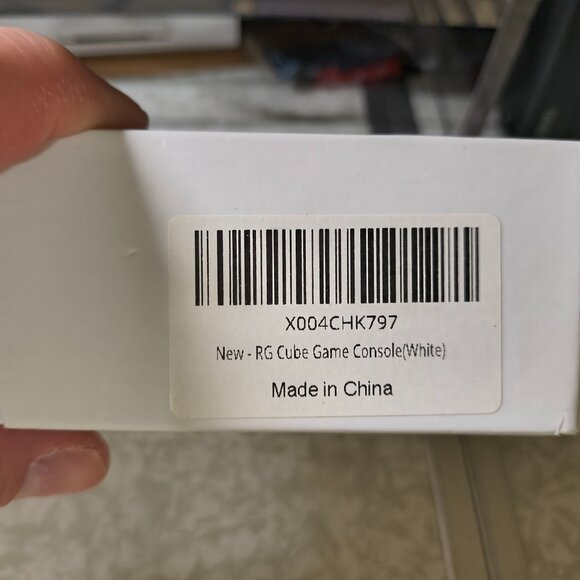 X004CHK797
New - RG Cube Game Console(White)
Made in China